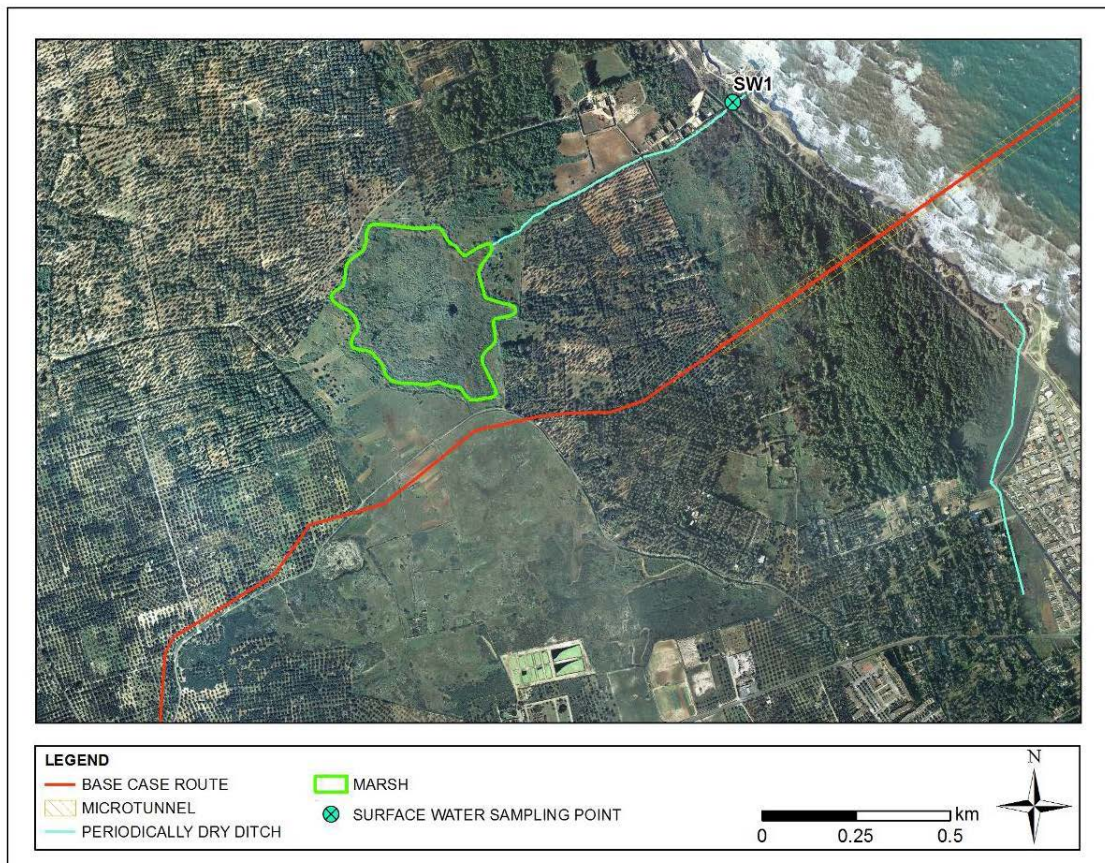 SW1
LEGEND
BASE CASE ROUTE
MICROTUNNEL
PERIODICALLY DRY DITCH
MARSH
SURFACE WATER SAMPLING POINT
km
0 0.25 0.5
N